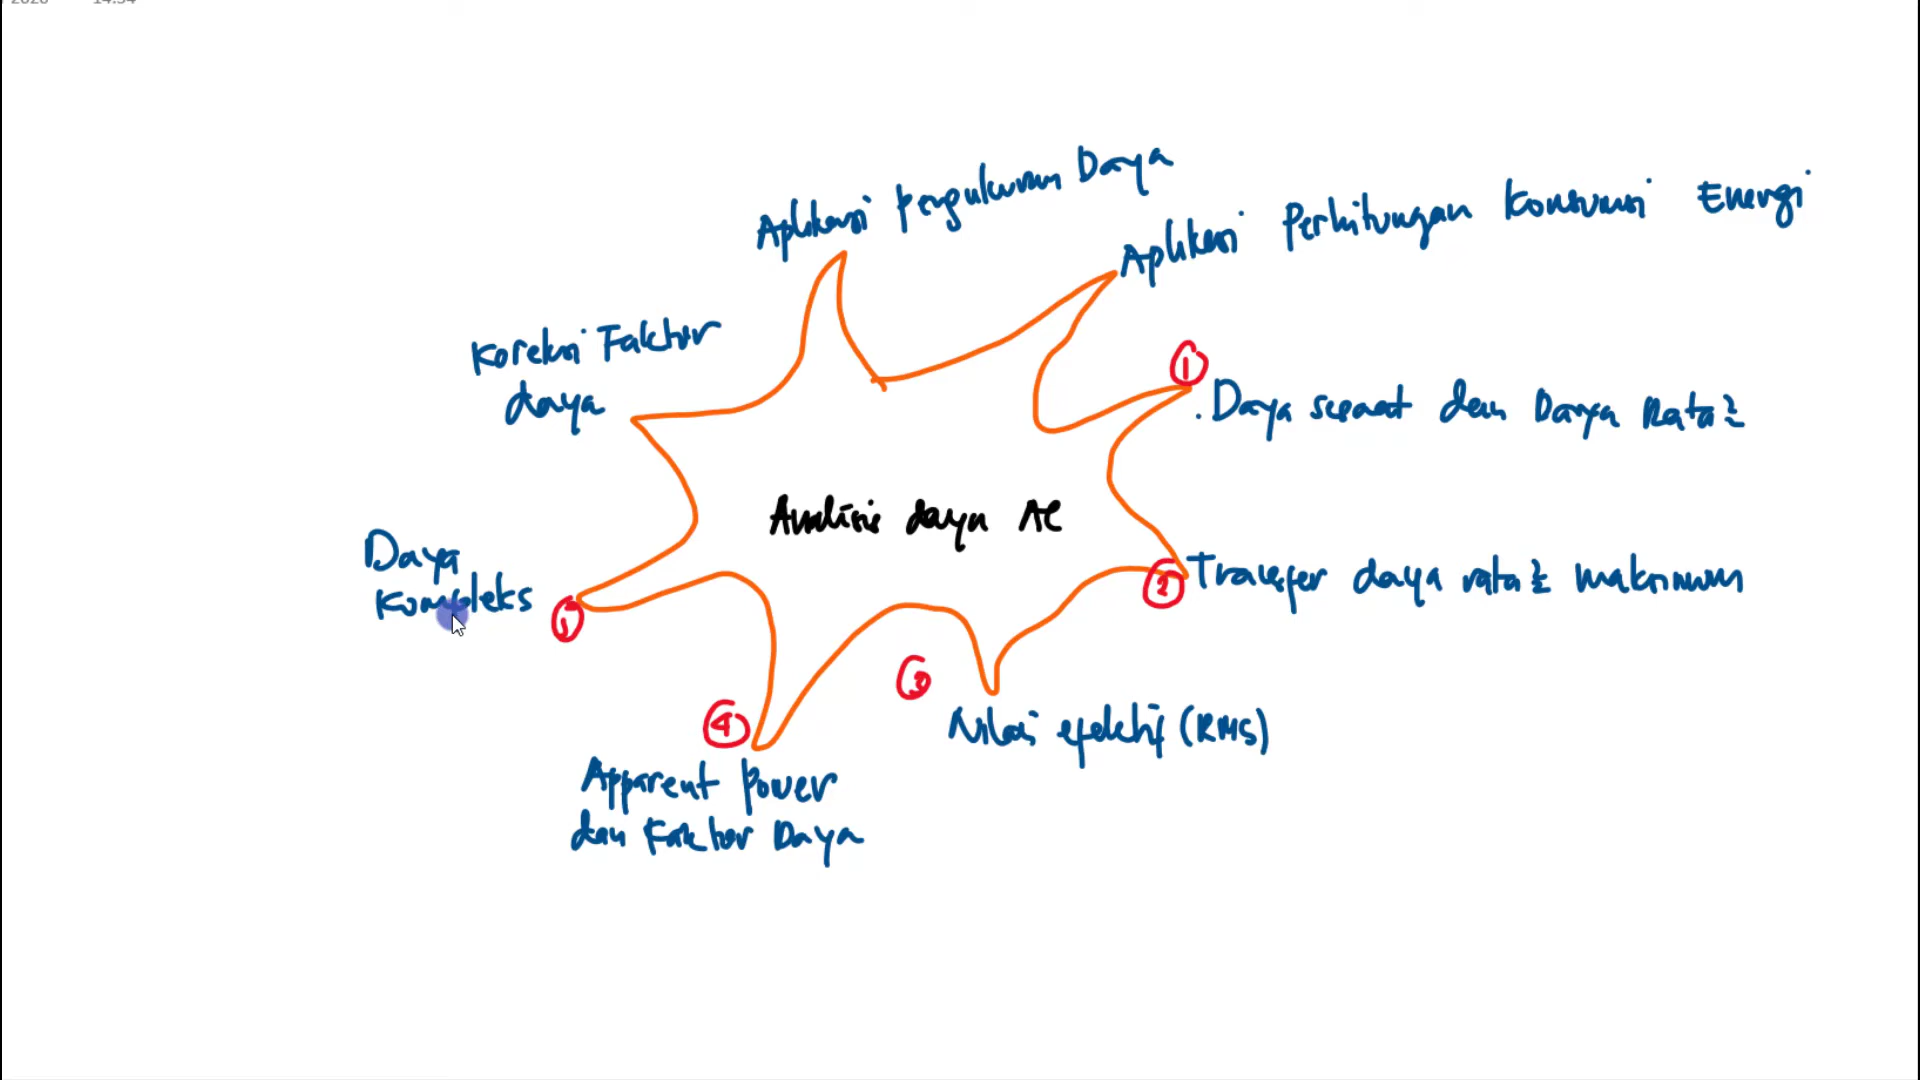 Aplikasi Pengukuran Daya
Aplikasi Perhitungan Konsumsi Energi
Koreksi Faktor
daya
1
. Daya sesaat dan Daya Rata2
Analisis daya AC
Daya
Kompleks
2
Transfer daya rata2 maksimum
3
4
Nilai efektif (RMS)
Apparent Power
dan Faktor Daya